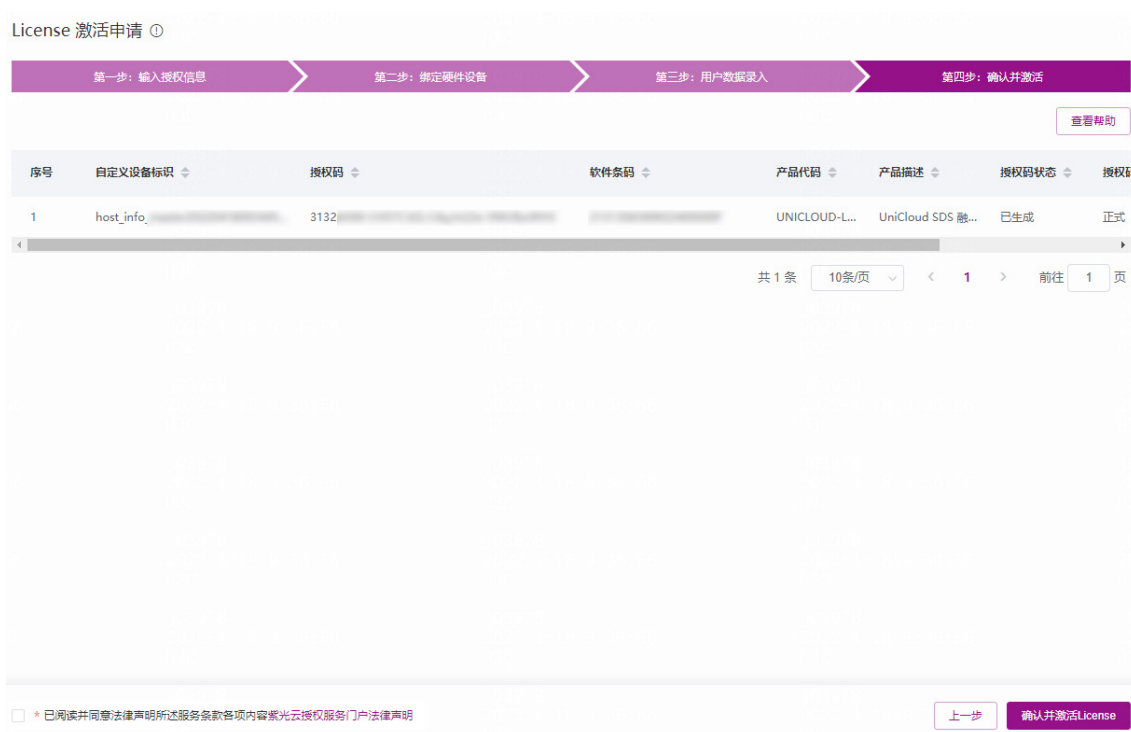 License 激活申请
第一步：输入授权信息 第二步：绑定硬件设备 第三步：用户数据录入 第四步：确认并激活
查看帮助
序号 自定义设备标识 授权码 软件条码 产品代码 产品描述 授权码状态 授权码
1 host_info_ 3132 UNICLOUD-L... UniCloud SDS 融... 已生成 正式
共 1 条 10条/页 1 前往 1 页
* 已阅读并同意法律声明所述服务条款各项内容紫光云授权服务门户法律声明 上一步 确认并激活License